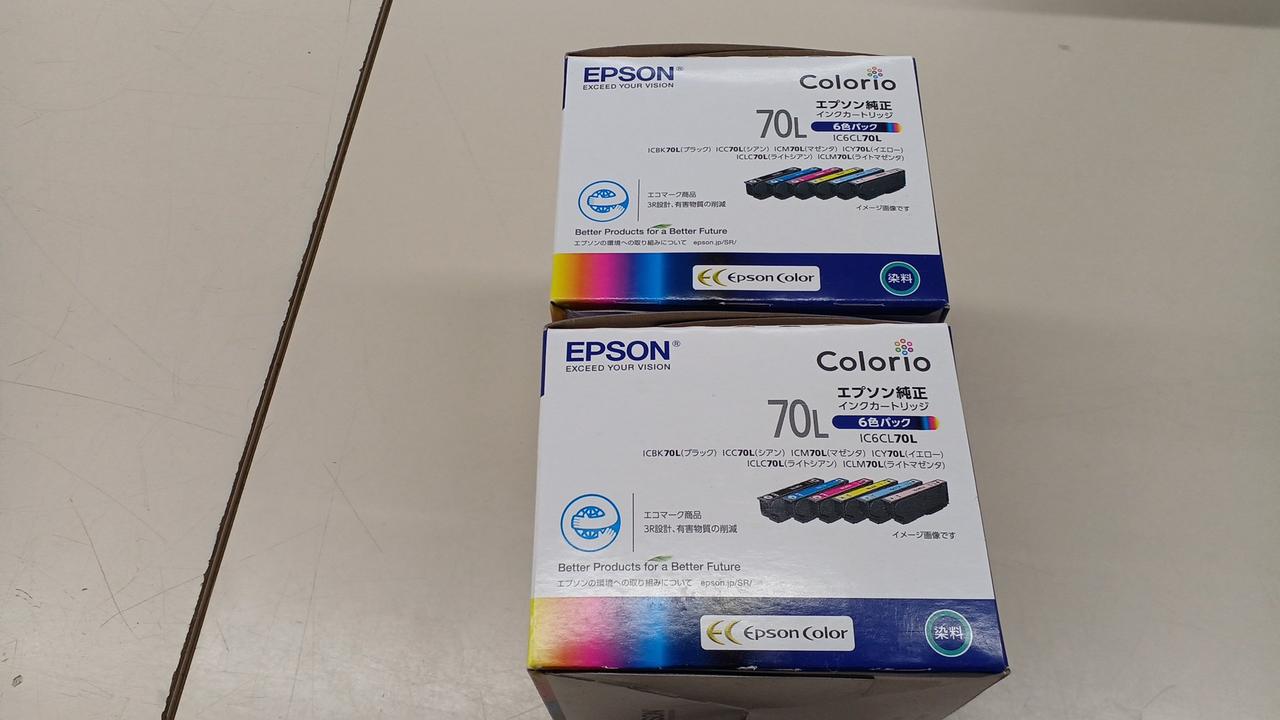 EPSON®
EXCEED YOUR VISION
Colorio
エプソン純正
インクカートリッジ
70L
6色パック
IC6CL70L
ICBK70L(ブラック) ICC70L(シアン) ICM70L(マゼンタ) ICY70L(イエロー)
ICLC70L(ライトシアン) ICLM70L(ライトマゼンタ)
エコマーク商品
3R設計、有害物質の削減
イメージ画像です
Better Products for a Better Future
エプソンの環境への取り組みについて epson.jp/SR/
Epson Color
染料
EPSON®
EXCEED YOUR VISION
Colorio
エプソン純正
インクカートリッジ
70L
6色パック
IC6CL70L
ICBK70L(ブラック) ICC70L(シアン) ICM70L(マゼンタ) ICY70L(イエロー)
ICLC70L(ライトシアン) ICLM70L(ライトマゼンタ)
エコマーク商品
3R設計、有害物質の削減
イメージ画像です
Better Products for a Better Future
エプソンの環境への取り組みについて epson.jp/SR/
Epson Color
染料